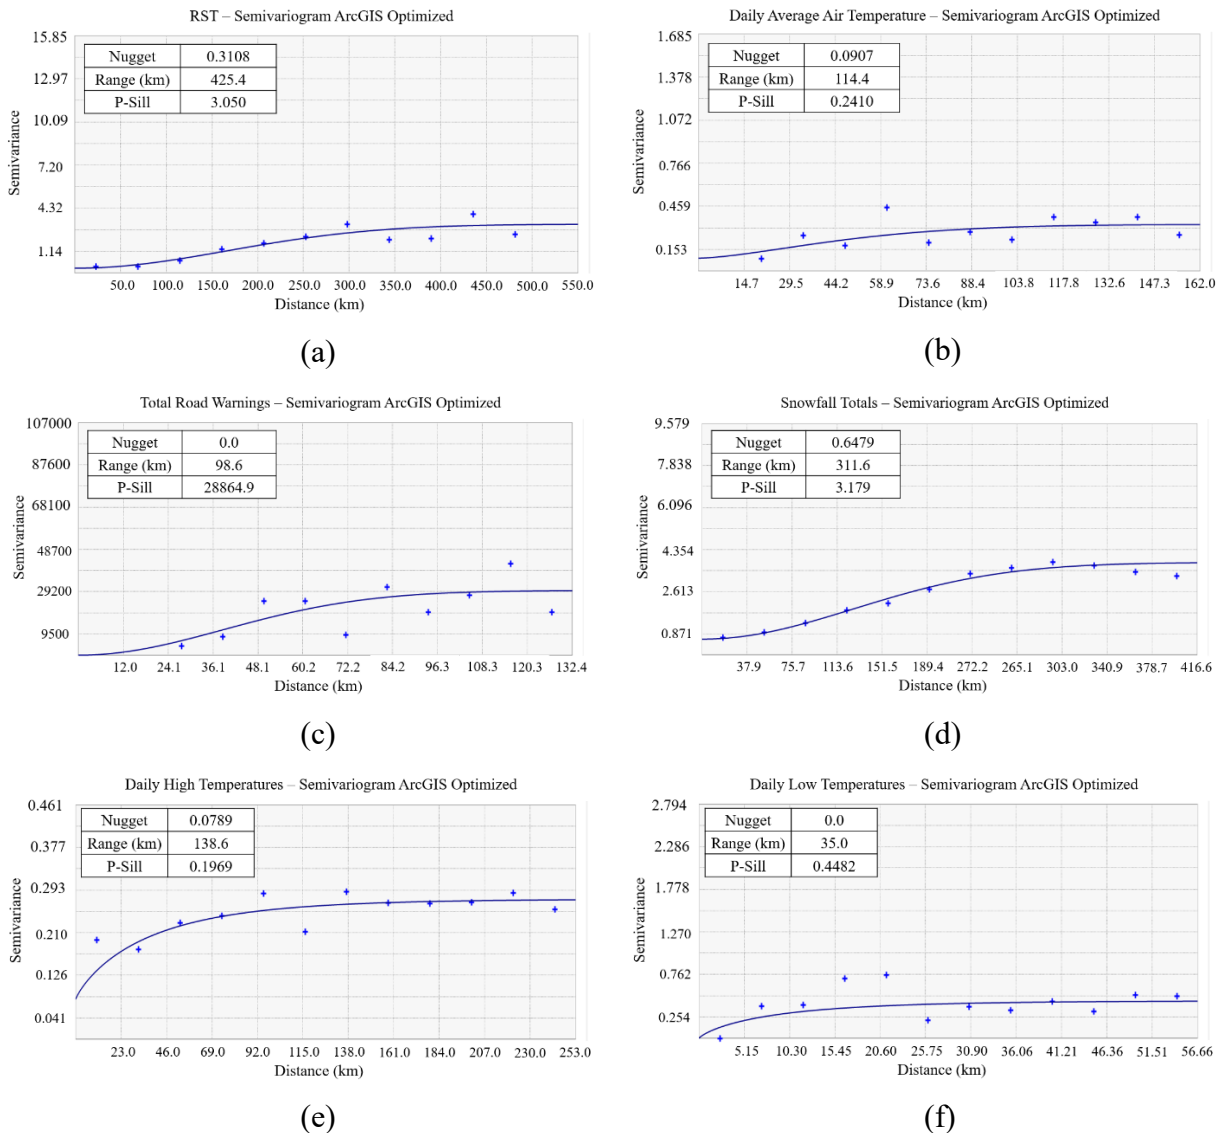 RST – Semivariogram ArcGIS Optimized
15.85
12.97
10.09
7.20
4.32
1.14
Semivariance
Nugget 0.3108
Range (km) 425.4
P-Sill 3.050
50.0 100.0 150.0 200.0 250.0 300.0 350.0 400.0 450.0 500.0 550.0
Distance (km)
(a)
Daily Average Air Temperature – Semivariogram ArcGIS Optimized
1.685
1.378
1.072
0.766
0.459
0.153
Semivariance
Nugget 0.0907
Range (km) 114.4
P-Sill 0.2410
14.7 29.5 44.2 58.9 73.6 88.4 103.8 117.8 132.6 147.3 162.0
Distance (km)
(b)
Total Road Warnings – Semivariogram ArcGIS Optimized
107000
87600
68100
48700
29200
9500
Semivariance
Nugget 0.0
Range (km) 98.6
P-Sill 28864.9
12.0 24.1 36.1 48.1 60.2 72.2 84.2 96.3 108.3 120.3 132.4
Distance (km)
(c)
Snowfall Totals – Semivariogram ArcGIS Optimized
9.579
7.838
6.096
4.354
2.613
0.871
Semivariance
Nugget 0.6479
Range (km) 311.6
P-Sill 3.179
37.9 75.7 113.6 151.5 189.4 272.2 265.1 303.0 340.9 378.7 416.6
Distance (km)
(d)
Daily High Temperatures – Semivariogram ArcGIS Optimized
0.461
0.377
0.293
0.210
0.126
0.041
Semivariance
Nugget 0.0789
Range (km) 138.6
P-Sill 0.1969
23.0 46.0 69.0 92.0 115.0 138.0 161.0 184.0 207.0 230.0 253.0
Distance (km)
(e)
Daily Low Temperatures – Semivariogram ArcGIS Optimized
2.794
2.286
1.778
1.270
0.762
0.254
Semivariance
Nugget 0.0
Range (km) 35.0
P-Sill 0.4482
5.15 10.30 15.45 20.60 25.75 30.90 36.06 41.21 46.36 51.51 56.66
Distance (km)
(f)